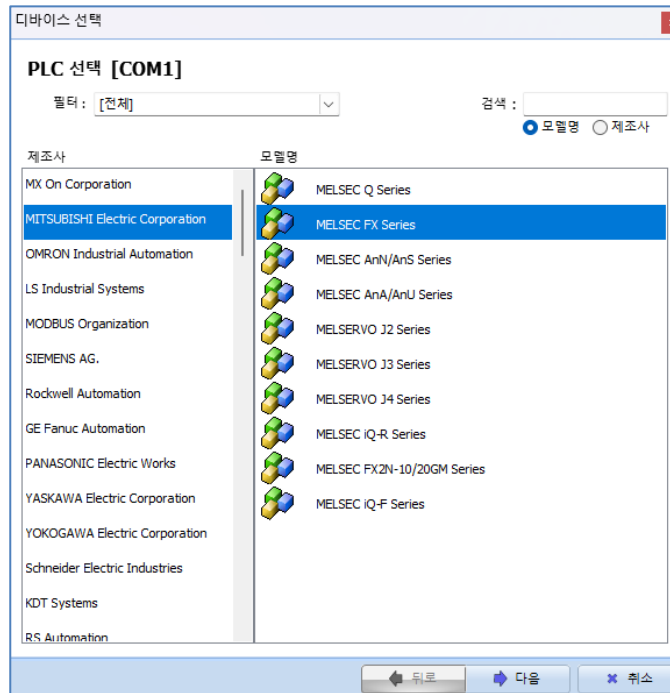 디바이스 선택
PLC 선택 [COM1]
필터 : [전체]
검색 :
모델명 제조사
제조사
모델명
MX On Corporation
MITSUBISHI Electric Corporation
OMRON Industrial Automation
LS Industrial Systems
MODBUS Organization
SIEMENS AG.
Rockwell Automation
GE Fanuc Automation
PANASONIC Electric Works
YASKAWA Electric Corporation
YOKOGAWA Electric Corporation
Schneider Electric Industries
KDT Systems
RS Automation
MELSEC Q Series
MELSEC FX Series
MELSEC AnN/AnS Series
MELSEC AnA/AnU Series
MELSERVO J2 Series
MELSERVO J3 Series
MELSERVO J4 Series
MELSEC iQ-R Series
MELSEC FX2N-10/20GM Series
MELSEC iQ-F Series
뒤로
다음
취소